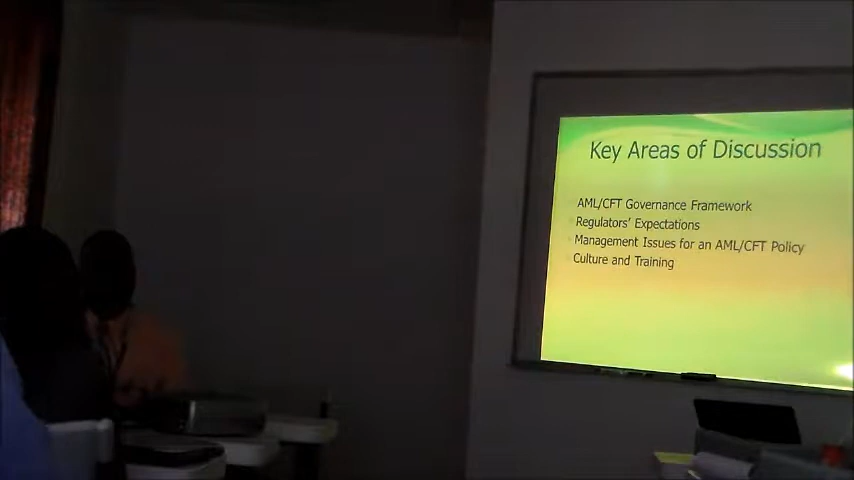 Key Areas of Discussion
AML/CFT Governance Framework
Regulators' Expectations
Management Issues for an AML/CFT Policy
Culture and Training